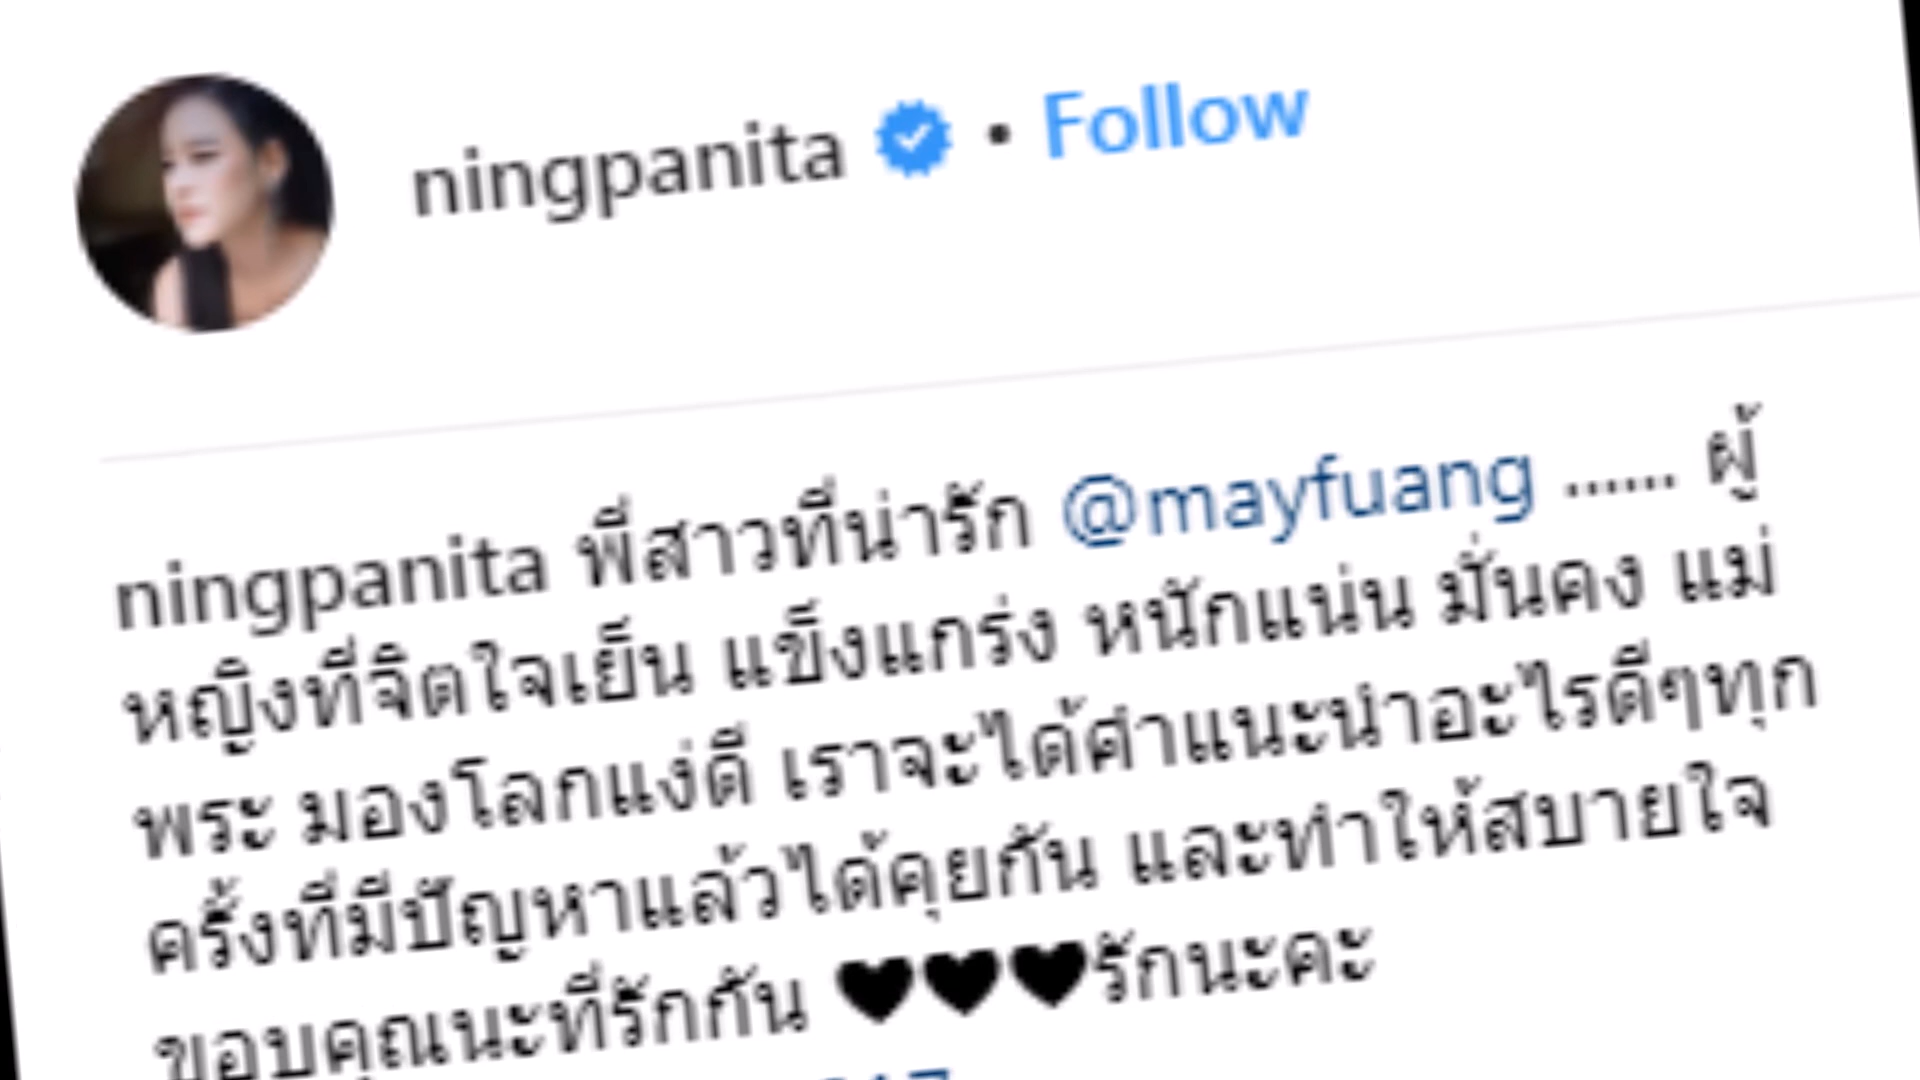 ningpanita • Follow
ningpanita พี่สาวที่น่ารัก @mayfuang ...... ผู้
หญิงที่จิตใจเย็น แข็งแกร่ง หนักแน่น มั่นคง แม่
พระ มองโลกแง่ดี เราจะได้คำแนะนำอะไรดีๆทุก
ครั้งที่มีปัญหาแล้วได้คุยกัน และทำให้สบายใจ
ขอบคุณนะที่รักกัน ♥♥♥รักนะคะ